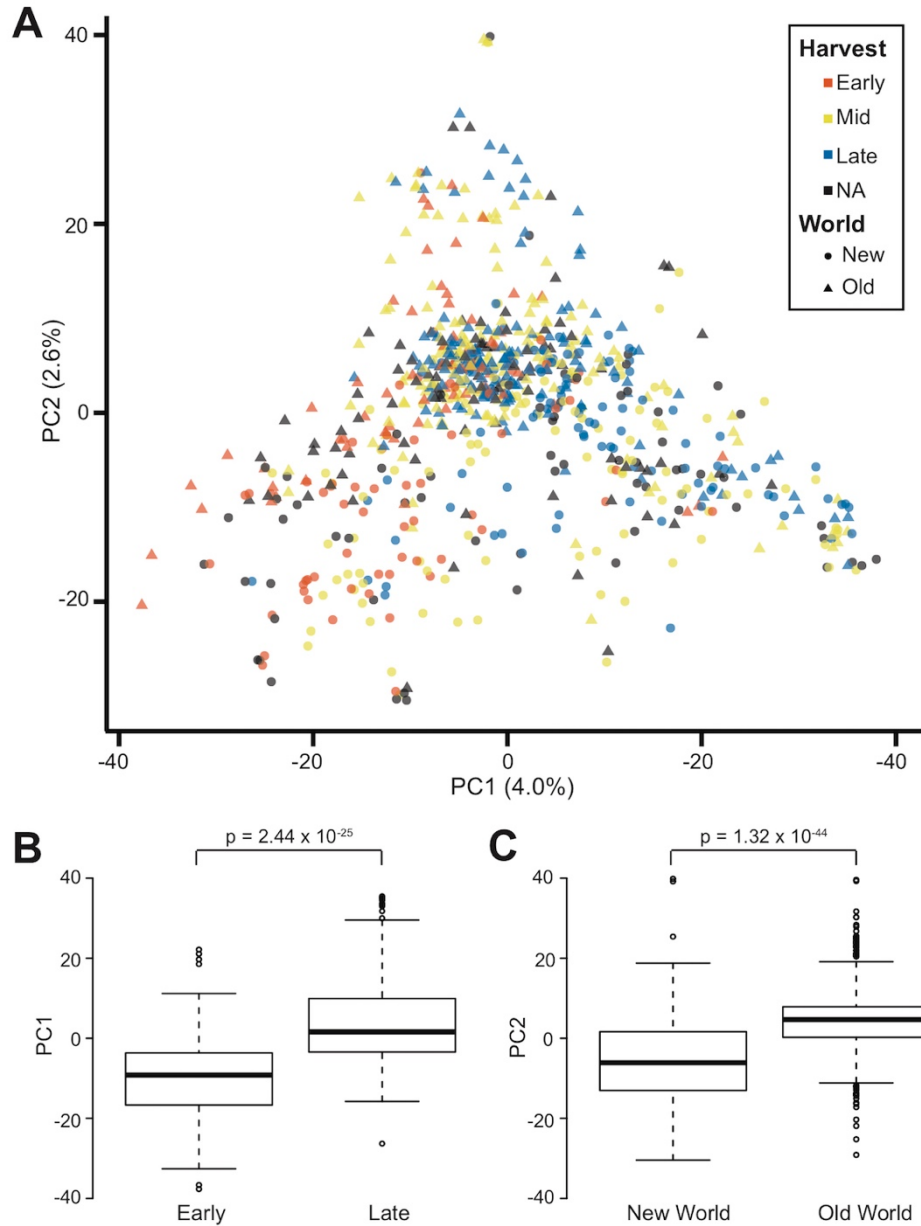 A
40
20
0
-20
PC2 (2.6%)
-40
-20
0
-20
-40
PC1 (4.0%)
Harvest
Early
Mid
Late
NA
World
New
Old
B
p = 2.44 x 10-25
40
20
0
-20
-40
PC1
Early
Late
C
p = 1.32 x 10-44
40
20
0
-20
-40
PC2
New World
Old World